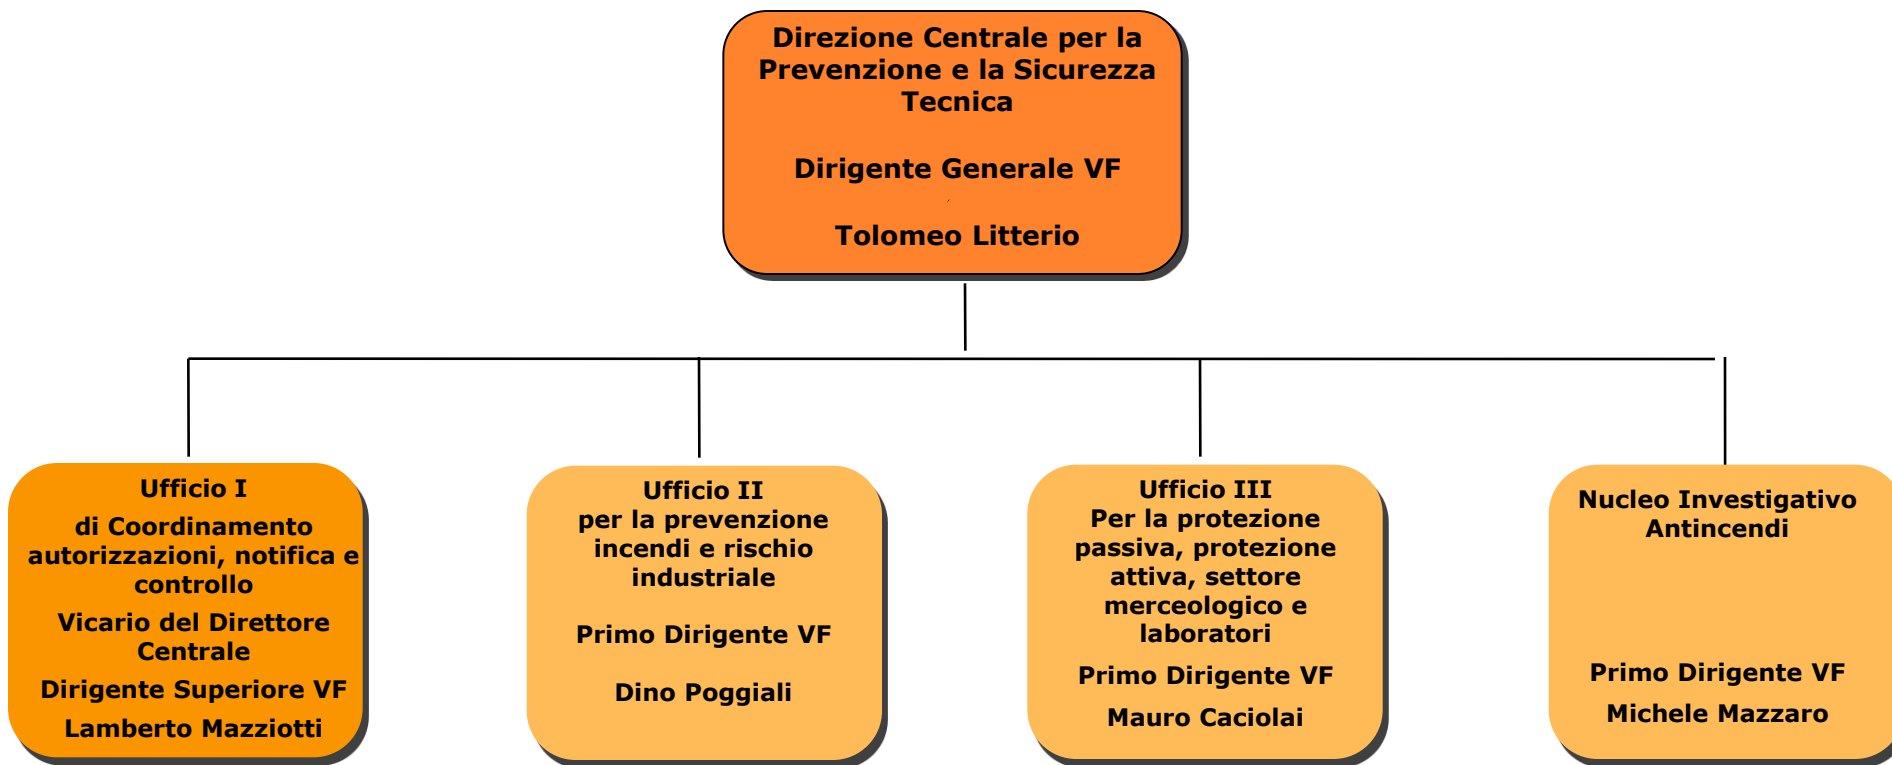 Direzione Centrale per la
Prevenzione e la Sicurezza
Tecnica
Dirigente Generale VF
Tolomeo Litterio
Ufficio I
di Coordinamento
autorizzazioni, notifica e
controllo
Vicario del Direttore
Centrale
Dirigente Superiore VF
Lamberto Mazziotti
Ufficio II
per la prevenzione
incendi e rischio
industriale
Primo Dirigente VF
Dino Poggiali
Ufficio III
Per la protezione
passiva, protezione
attiva, settore
merceologico e
laboratori
Primo Dirigente VF
Mauro Caciolai
Nucleo Investigativo
Antincendi
Primo Dirigente VF
Michele Mazzaro